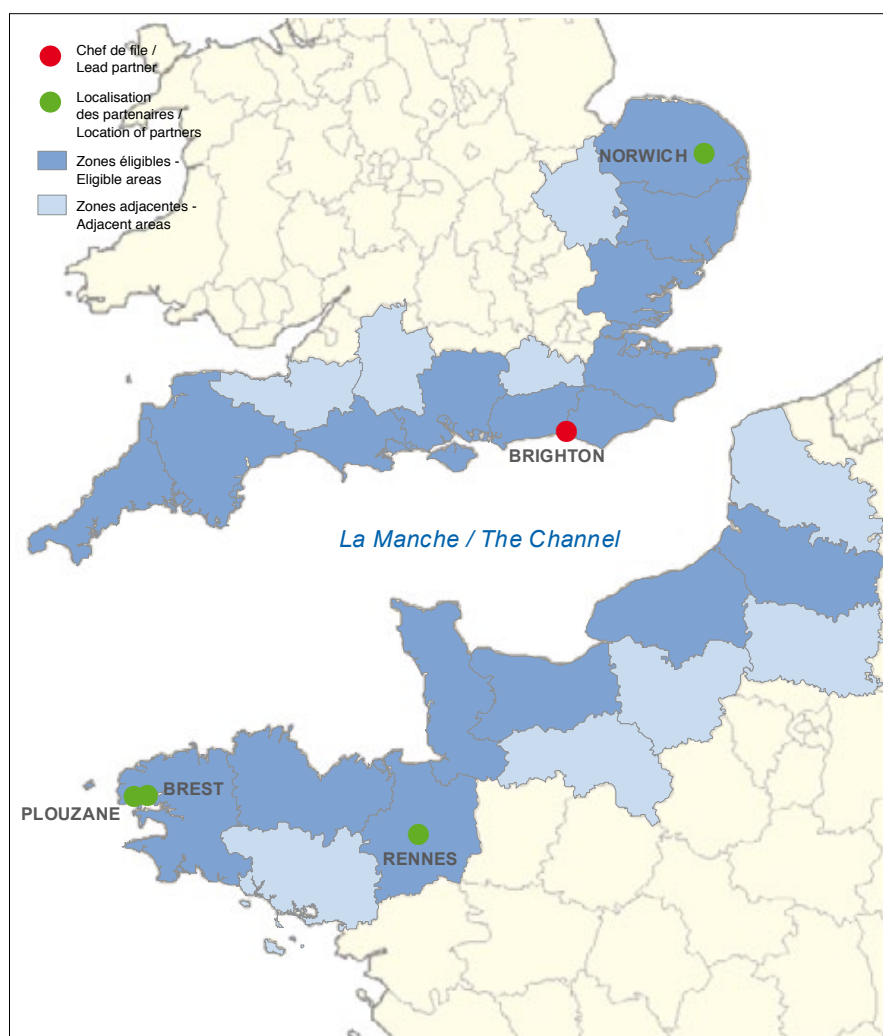 Chef de file /
Lead partner
Localisation
des partenaires /
Location of partners
Zones éligibles -
Eligible areas
Zones adjacentes -
Adjacent areas
NORWICH
BRIGHTON
La Manche / The Channel
BREST
PLOUZANE
RENNES